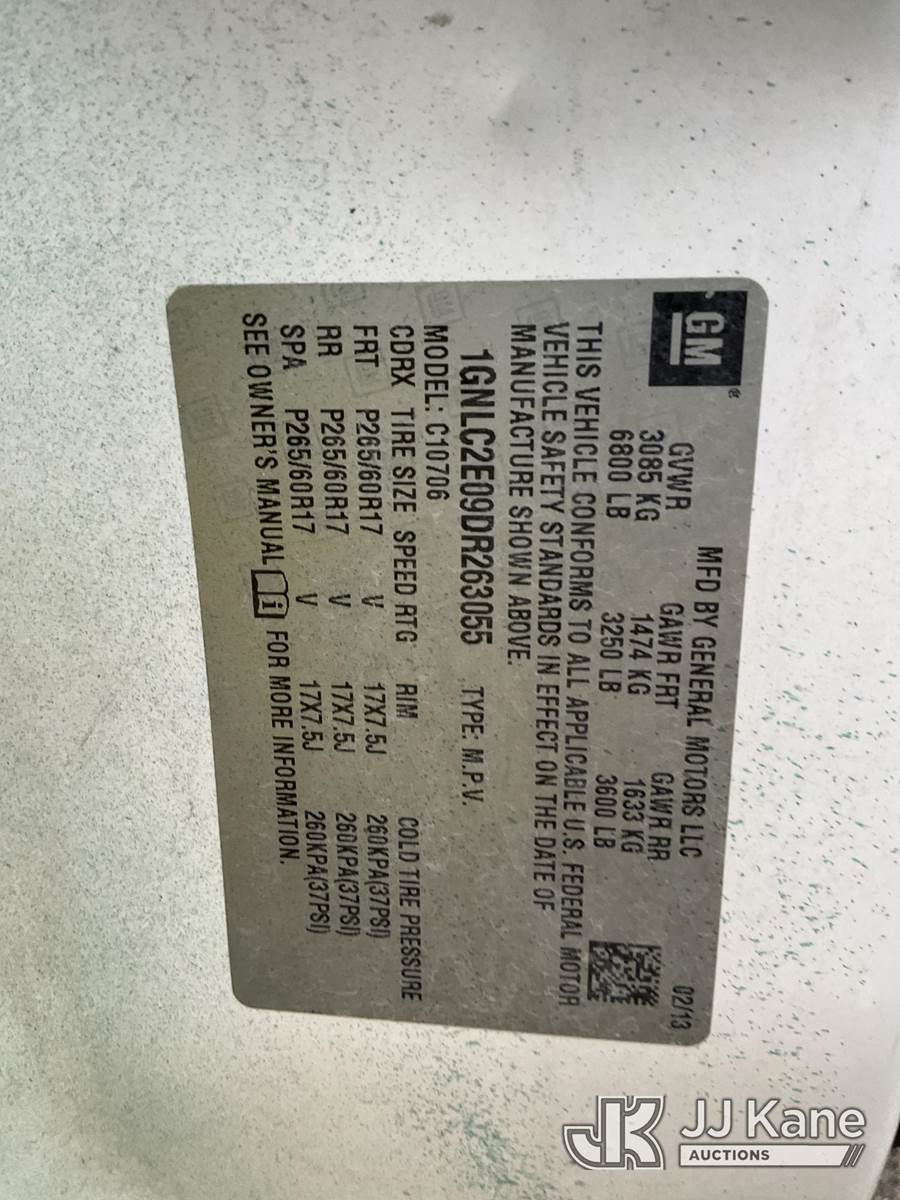 GM®
MFD BY GENERAL MOTORS LLC 02/13
GVWR GAWR FRT GAWR RR
3085 KG 1474 KG 1633 KG
6800 LB 3250 LB 3600 LB
THIS VEHICLE CONFORMS TO ALL APPLICABLE U.S. FEDERAL MOTOR
VEHICLE SAFETY STANDARDS IN EFFECT ON THE DATE OF
MANUFACTURE SHOWN ABOVE.
1GNLC2E09DR263055 TYPE: M.P.V.
MODEL: C10706
CDRX TIRE SIZE SPEED RTG RIM COLD TIRE PRESSURE
FRT P265/60R17 V 17X7.5J 260KPA(37PSI)
RR P265/60R17 V 17X7.5J 260KPA(37PSI)
SPA P265/60R17 V 17X7.5J 260KPA(37PSI)
SEE OWNER'S MANUAL i FOR MORE INFORMATION.
JK JJ Kane
AUCTIONS